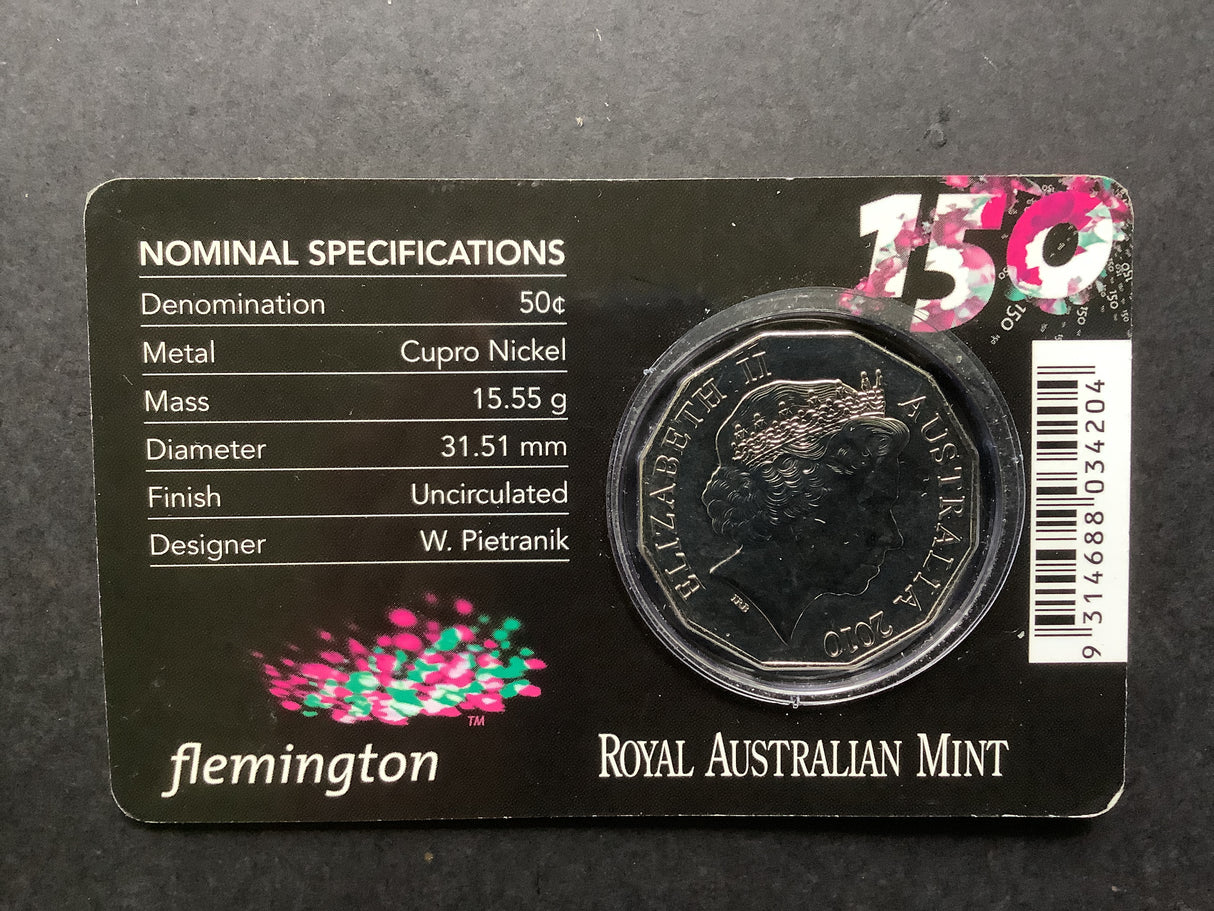 NOMINAL SPECIFICATIONS
Denomination 50¢
Metal Cupro Nickel
Mass 15.55 g
Diameter 31.51 mm
Finish Uncirculated
Designer W. Pietranik
150
ELIZABETH II AUSTRALIA 2010
IRB
9 314688 034204
TM
flemington
ROYAL AUSTRALIAN MINT